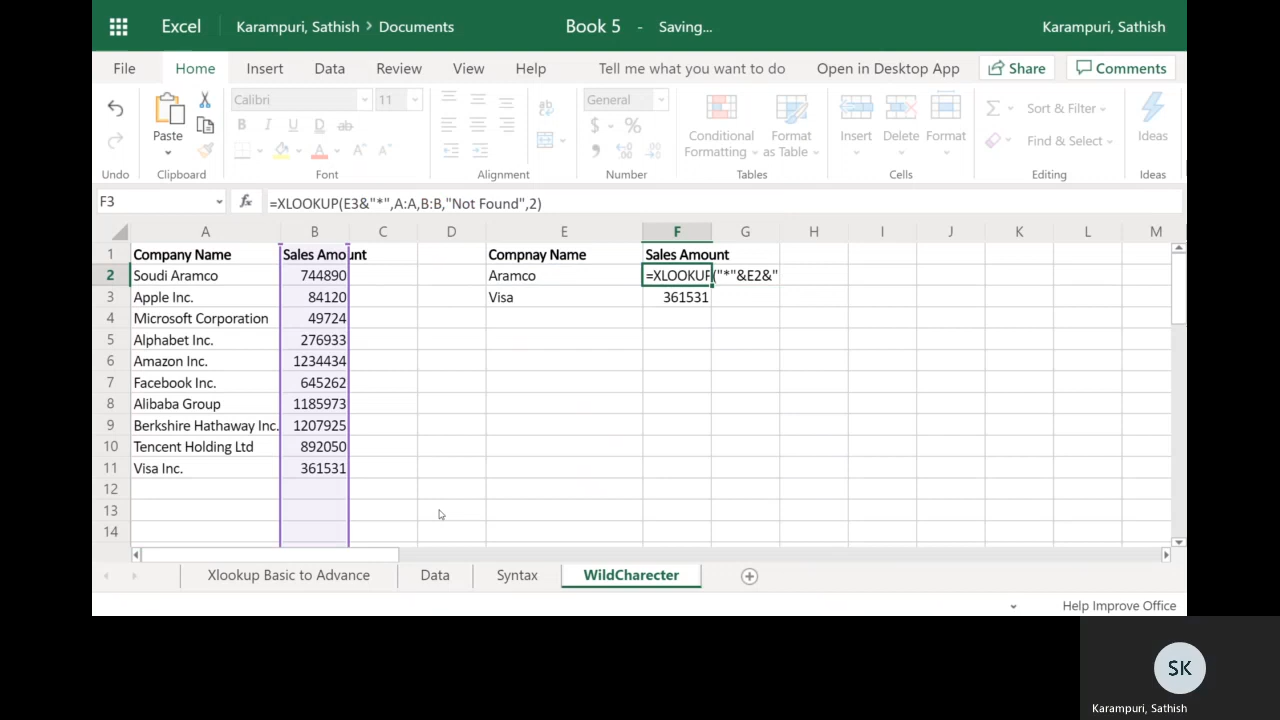 Excel Karampuri, Sathish > Documents Book 5 - Saving... Karampuri, Sathish
File Home Insert Data Review View Help Tell me what you want to do Open in Desktop App Share Comments
Calibri 11 General
Paste Conditional Formatting Format as Table Insert Delete Format Sort & Filter Find & Select Ideas
B I U D ab $ % A A A
Undo Clipboard Font Alignment Number Tables Cells Editing Ideas
F3 fx =XLOOKUP(E3&"*",A:A,B:B,"Not Found",2)
A B C D E F G H I J K L M
1 Company Name Sales Amount Compnay Name Sales Amount
2 Soudi Aramco 744890 Aramco =XLOOKUP("*"&E2&"
3 Apple Inc. 84120 Visa 361531
4 Microsoft Corporation 49724
5 Alphabet Inc. 276933
6 Amazon Inc. 1234434
7 Facebook Inc. 645262
8 Alibaba Group 1185973
9 Berkshire Hathaway Inc. 1207925
10 Tencent Holding Ltd 892050
11 Visa Inc. 361531
12
13
14
Xlookup Basic to Advance Data Syntax WildCharecter
Help Improve Office
SK
Karampuri, Sathish